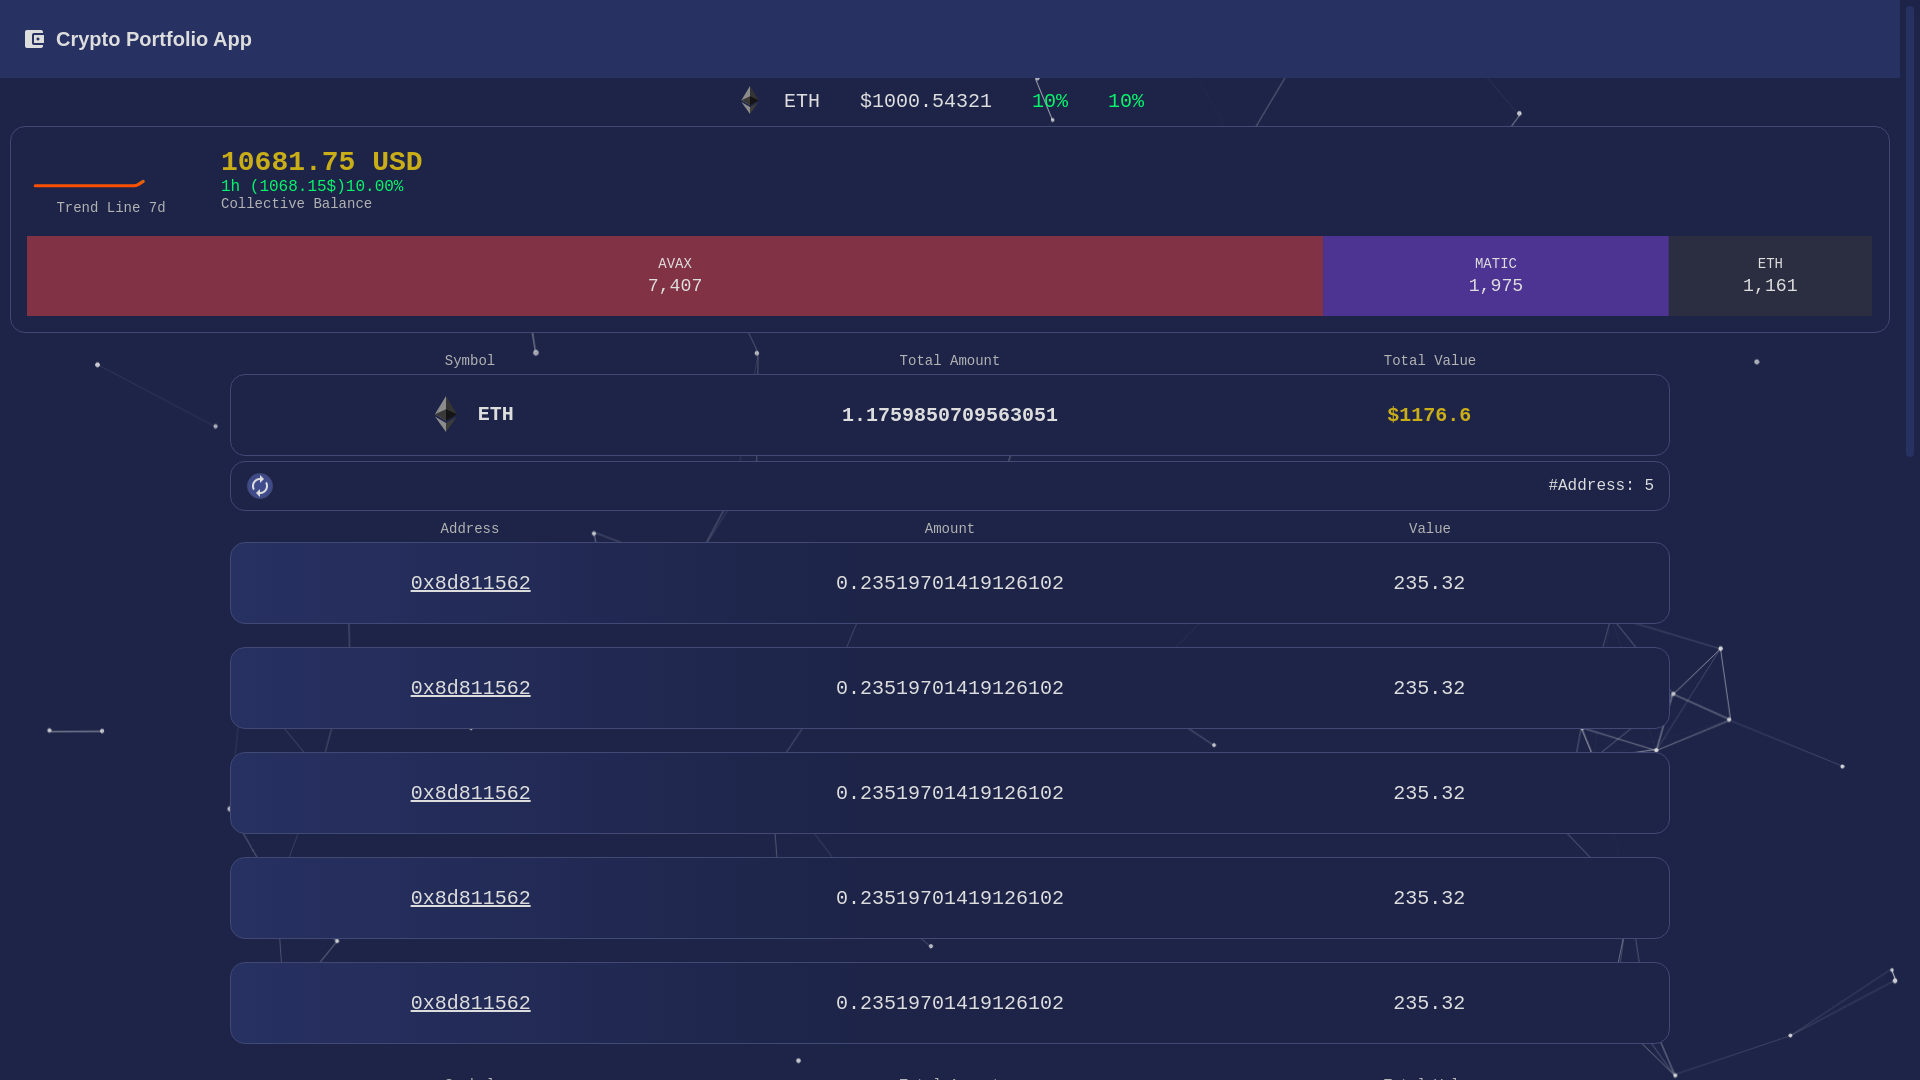 Crypto Portfolio App
ETH $1000.54321 10% 10%
10681.75 USD
1h (1068.15$)10.00%
Collective Balance
Trend Line 7d
AVAX
7,407
MATIC
1,975
ETH
1,161
Symbol Total Amount Total Value
ETH 1.1759850709563051 $1176.6
#Address: 5
Address Amount Value
0x8d811562 0.23519701419126102 235.32
0x8d811562 0.23519701419126102 235.32
0x8d811562 0.23519701419126102 235.32
0x8d811562 0.23519701419126102 235.32
0x8d811562 0.23519701419126102 235.32